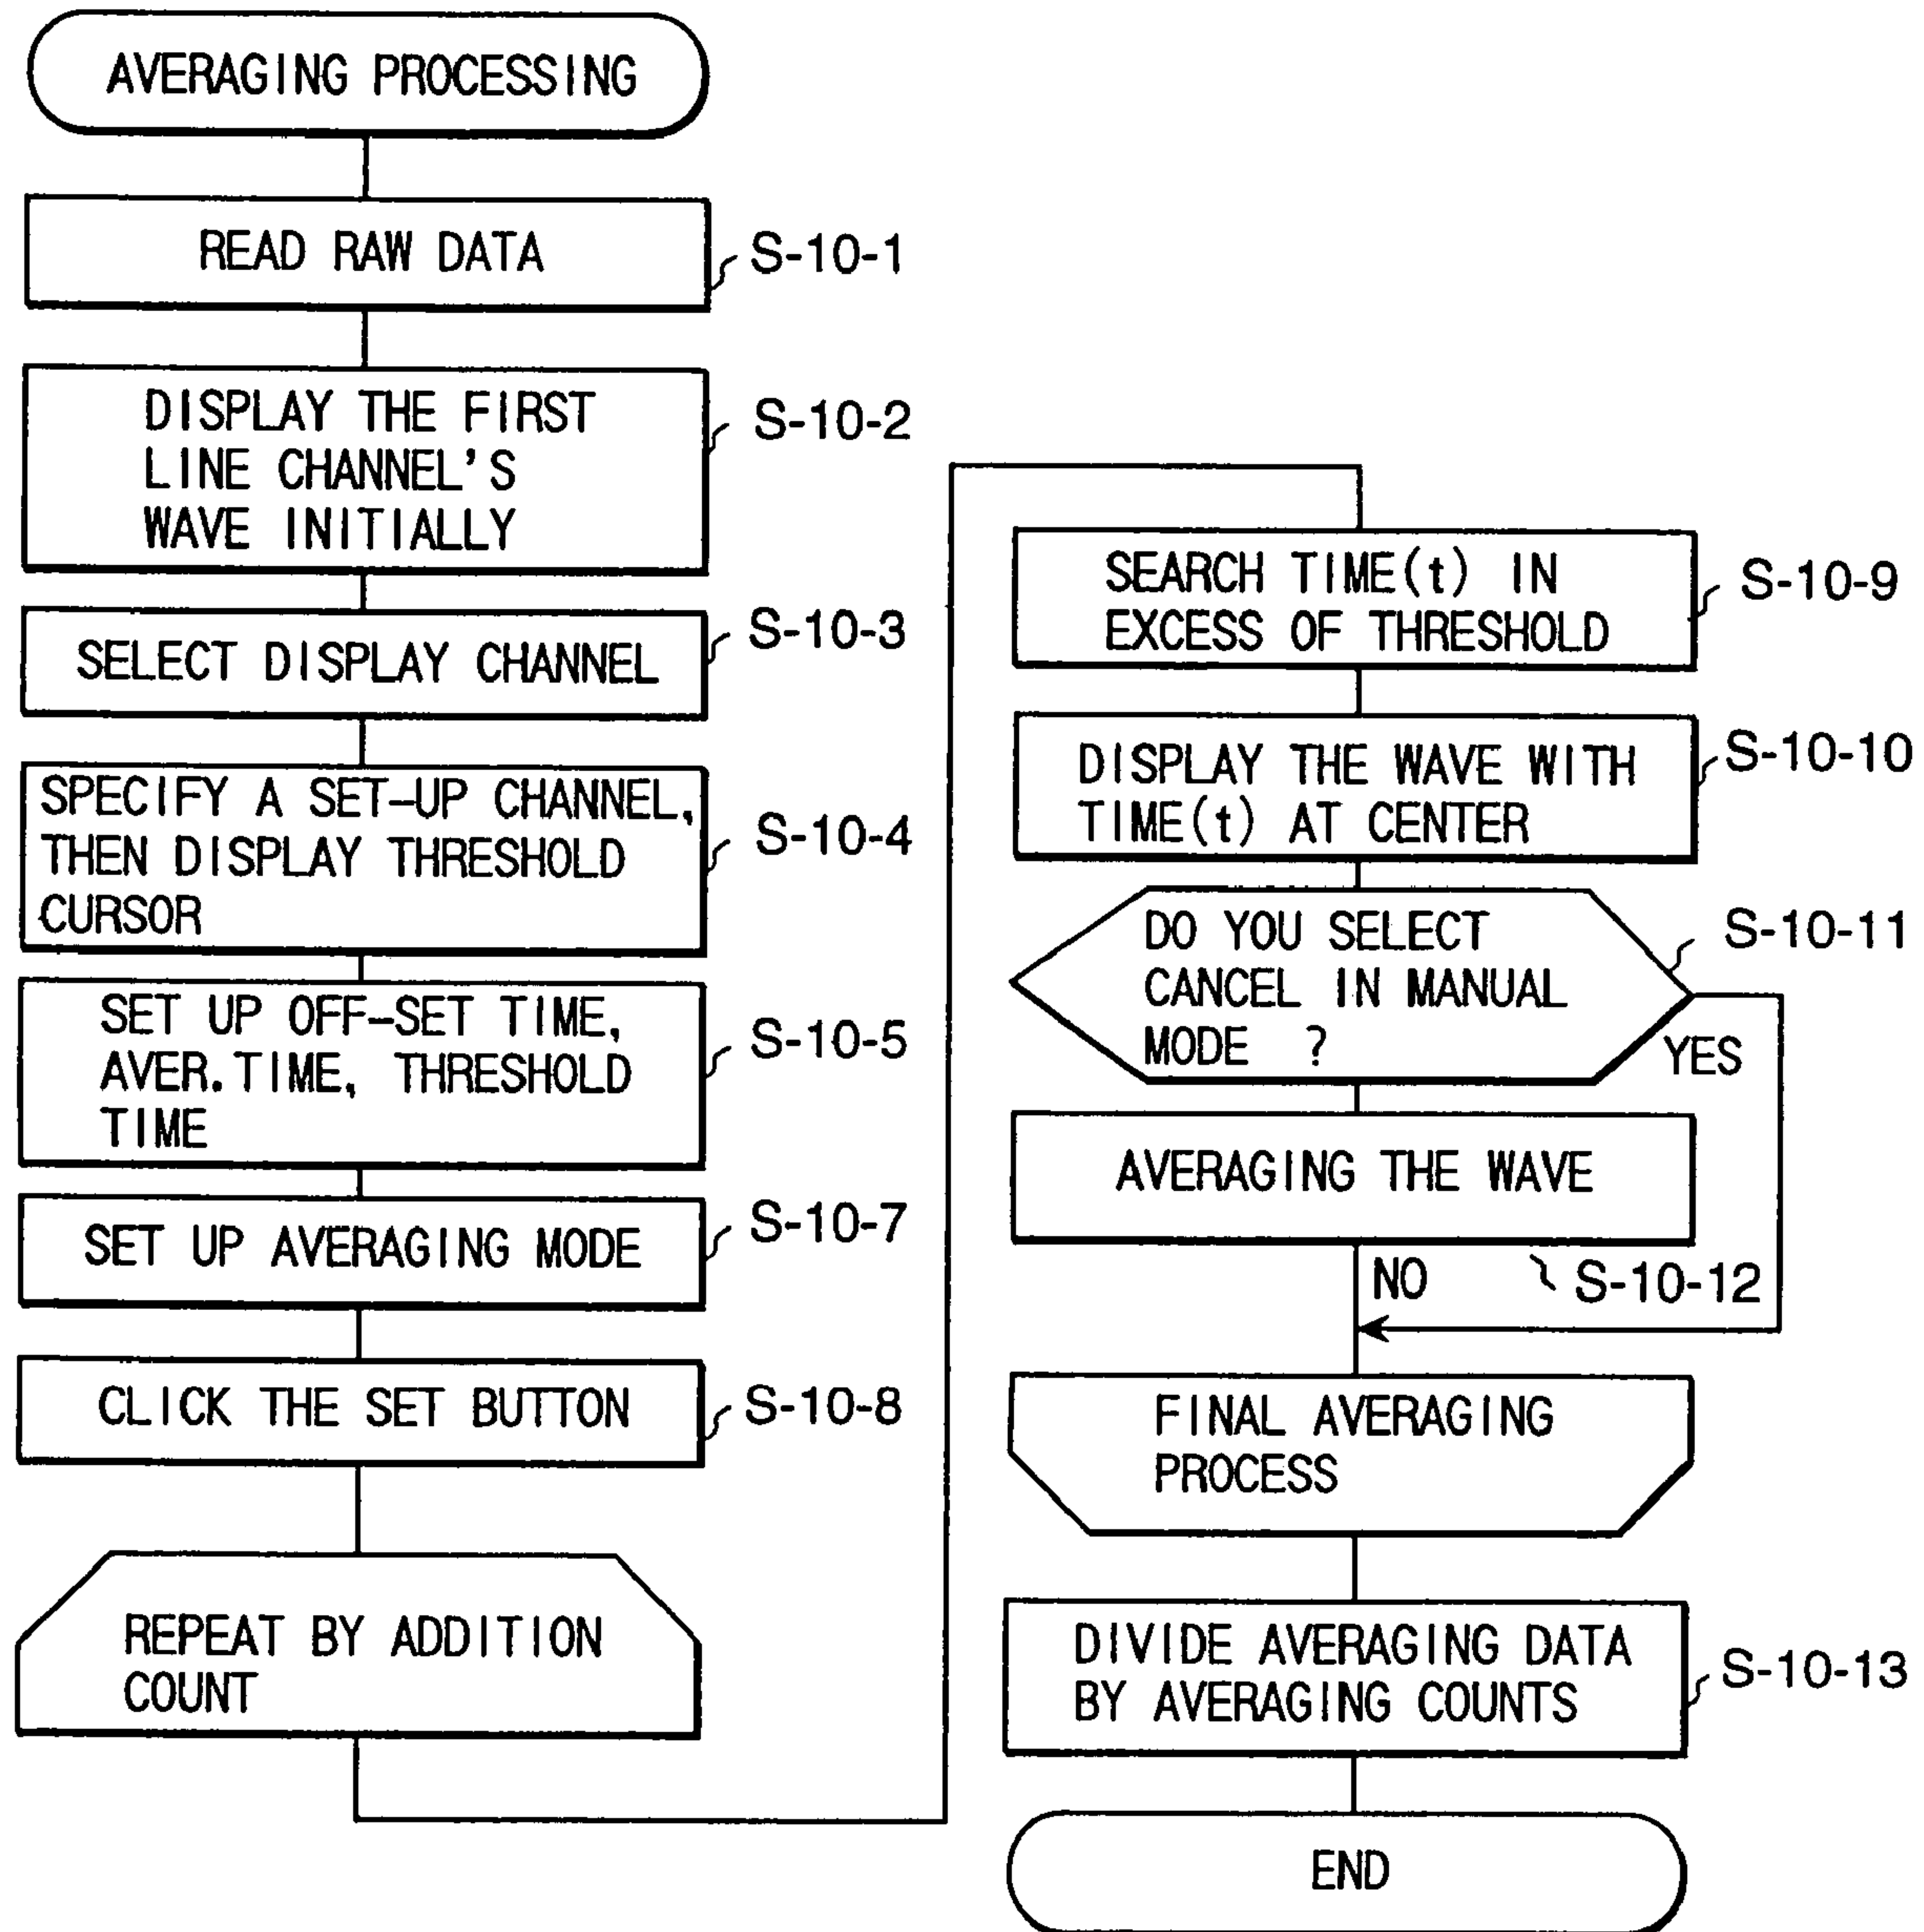 AVERAGING PROCESSING
READ RAW DATA
S-10-1
DISPLAY THE FIRST
LINE CHANNEL'S
WAVE INITIALLY
S-10-2
SELECT DISPLAY CHANNEL
S-10-3
SPECIFY A SET-UP CHANNEL,
THEN DISPLAY THRESHOLD
CURSOR
S-10-4
SET UP OFF-SET TIME,
AVER.TIME, THRESHOLD
TIME
S-10-5
SET UP AVERAGING MODE
S-10-7
CLICK THE SET BUTTON
S-10-8
REPEAT BY ADDITION
COUNT
SEARCH TIME(t) IN
EXCESS OF THRESHOLD
S-10-9
DISPLAY THE WAVE WITH
TIME(t) AT CENTER
S-10-10
DO YOU SELECT
CANCEL IN MANUAL
MODE ?
S-10-11
YES
AVERAGING THE WAVE
NO
S-10-12
FINAL AVERAGING
PROCESS
DIVIDE AVERAGING DATA
BY AVERAGING COUNTS
S-10-13
END